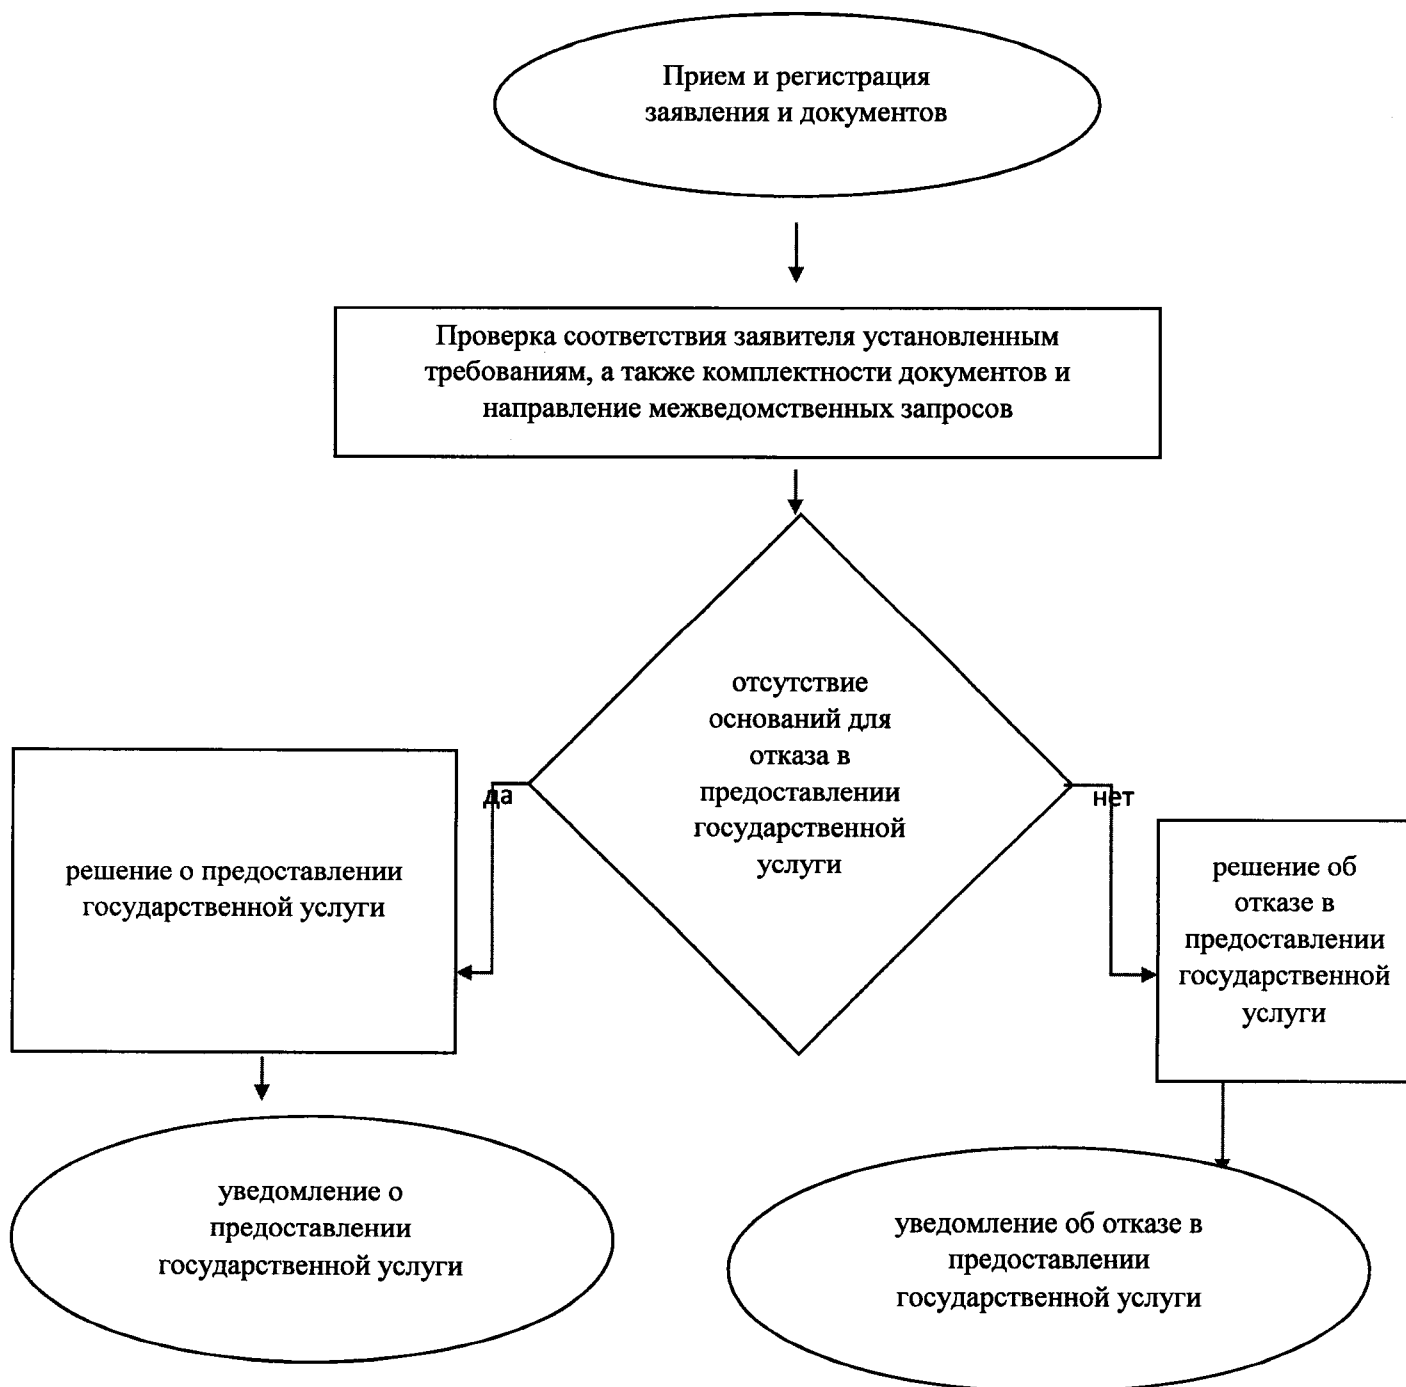 Прием и регистрация
заявления и документов
Проверка соответствия заявителя установленным
требованиям, а также комплектности документов и
направление межведомственных запросов
отсутствие
оснований для
отказа в
предоставлении
государственной
услуги
да
нет
решение о предоставлении
государственной услуги
решение об
отказе в
предоставлении
государственной
услуги
уведомление о
предоставлении
государственной услуги
уведомление об отказе в
предоставлении
государственной услуги